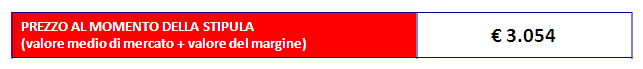 PREZZO AL MOMENTO DELLA STIPULA
(valore medio di mercato + valore del margine)
€ 3.054